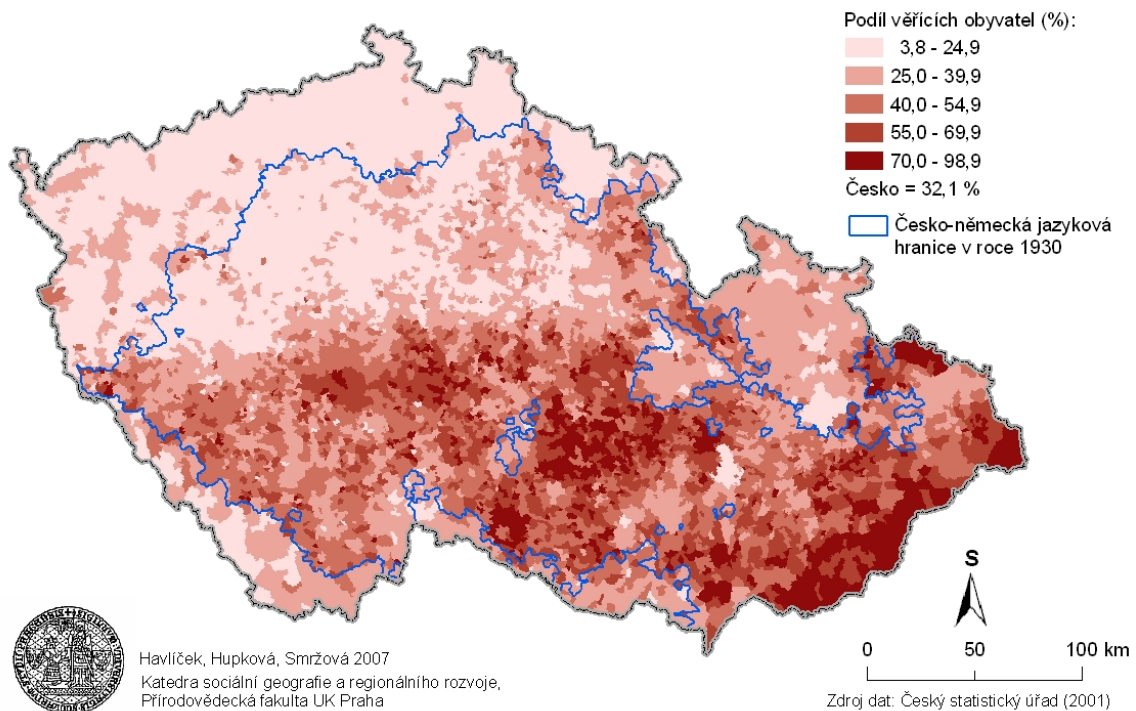 Podíl věřících obyvatel (%):
3,8 - 24,9
25,0 - 39,9
40,0 - 54,9
55,0 - 69,9
70,0 - 98,9
Česko = 32,1 %
Česko-německá jazyková
hranice v roce 1930
S
0 50 100 km
Havlíček, Hupková, Smržová 2007
Katedra sociální geografie a regionálního rozvoje,
Přírodovědecká fakulta UK Praha
Zdroj dat: Český statistický úřad (2001)